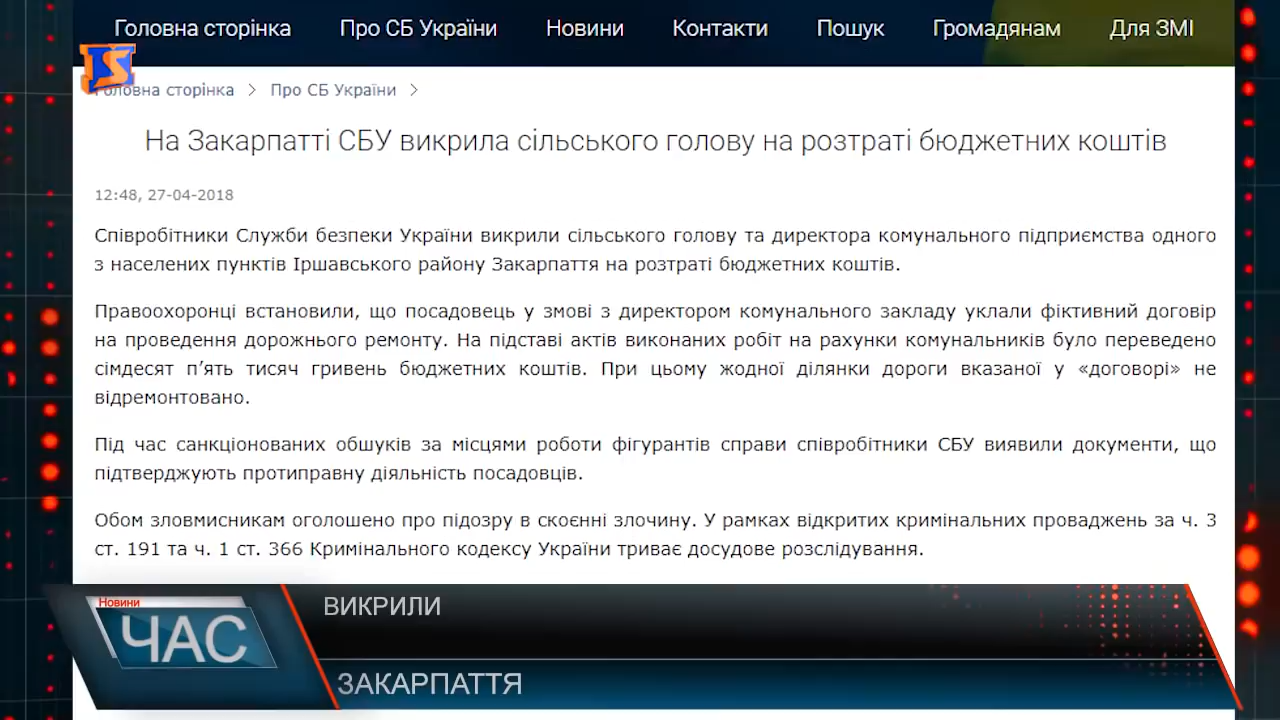 Головна сторінка Про СБ України Новини Контакти Пошук Громадянам Для ЗМІ
сторінка > Про СБ України >
На Закарпатті СБУ викрила сільського голову на розтраті бюджетних коштів
12:48, 27-04-2018
Співробітники Служби безпеки України викрили сільського голову та директора комунального підприємства одного
з населених пунктів Іршавського району Закарпаття на розтраті бюджетних коштів.
Правоохоронці встановили, що посадовець у змові з директором комунального закладу уклали фіктивний договір
на проведення дорожнього ремонту. На підставі актів виконаних робіт на рахунки комунальників було переведено
сімдесят п’ять тисяч гривень бюджетних коштів. При цьому жодної ділянки дороги вказаної у «договорі» не
відремонтовано.
Під час санкціонованих обшуків за місцями роботи фігурантів справи співробітники СБУ виявили документи, що
підтверджують протиправну діяльність посадовців.
Обом зловмисникам оголошено про підозру в скоєнні злочину. У рамках відкритих кримінальних проваджень за ч. 3
ст. 191 та ч. 1 ст. 366 Кримінального кодексу України триває досудове розслідування.
Новини
ЧАС
ВИКРИЛИ
ЗАКАРПАТТЯ